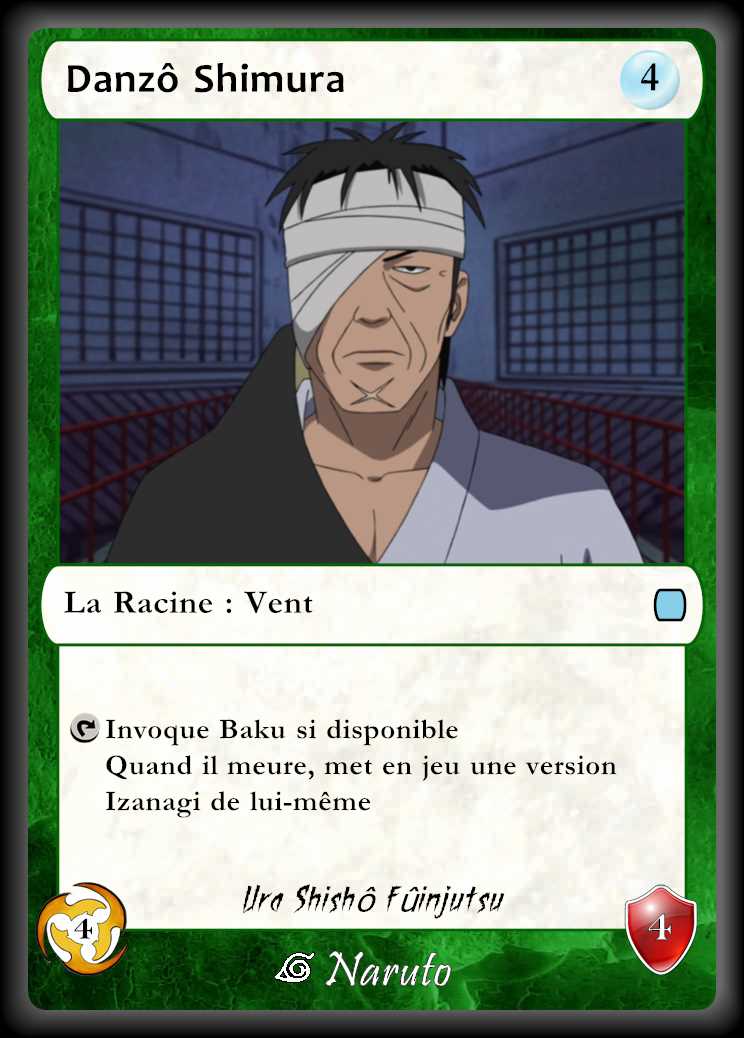 Danzô Shimura
4
La Racine : Vent
Invoque Baku si disponible
Quand il meure, met en jeu une version
Izanagi de lui-même
Ura Shishô Fûinjutsu
4
4
Naruto